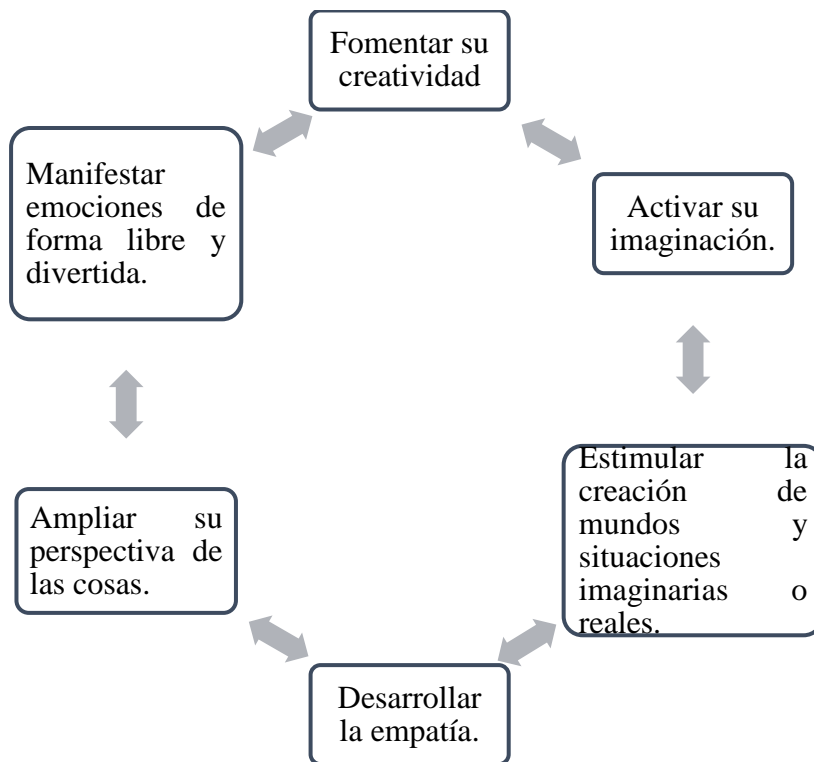 Fomentar su
creatividad
Activar su
imaginación.
Estimular la
creación de
mundos y
situaciones
imaginarias o
reales.
Desarrollar
la empatía.
Ampliar su
perspectiva de
las cosas.
Manifestar
emociones de
forma libre y
divertida.